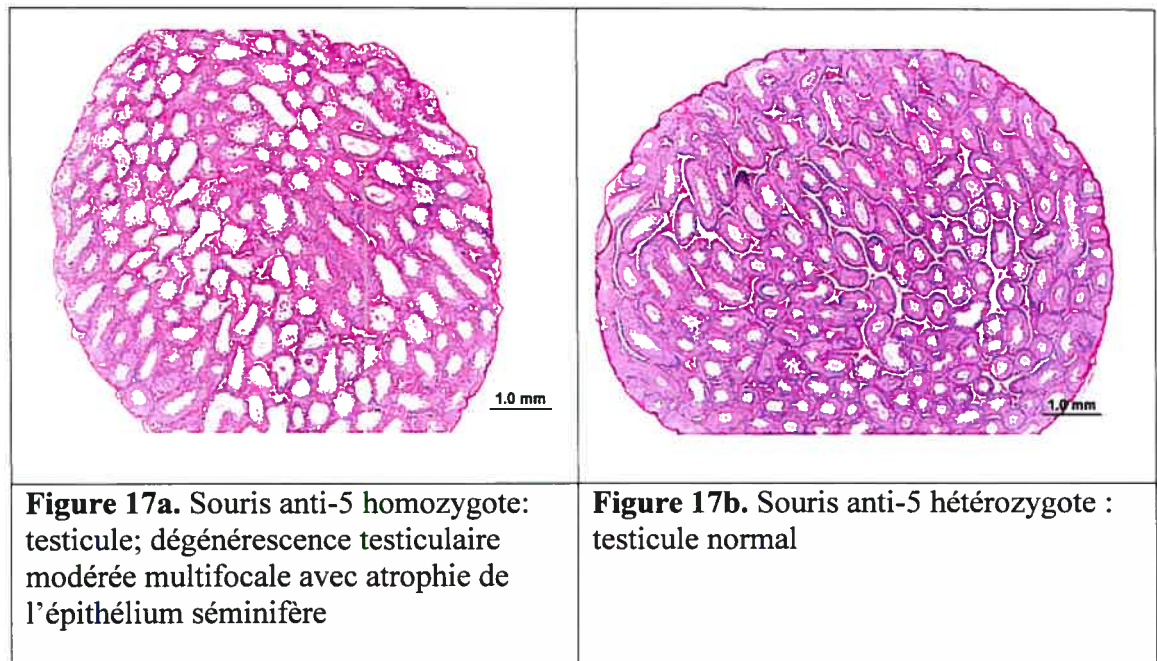 1.0 mm
1.0 mm
Figure 17a. Souris anti-5 homozygote:
testicule; dégénérescence testiculaire
modérée multifocale avec atrophie de
l'épithélium séminifère
Figure 17b. Souris anti-5 hétérozygote :
testicule normal